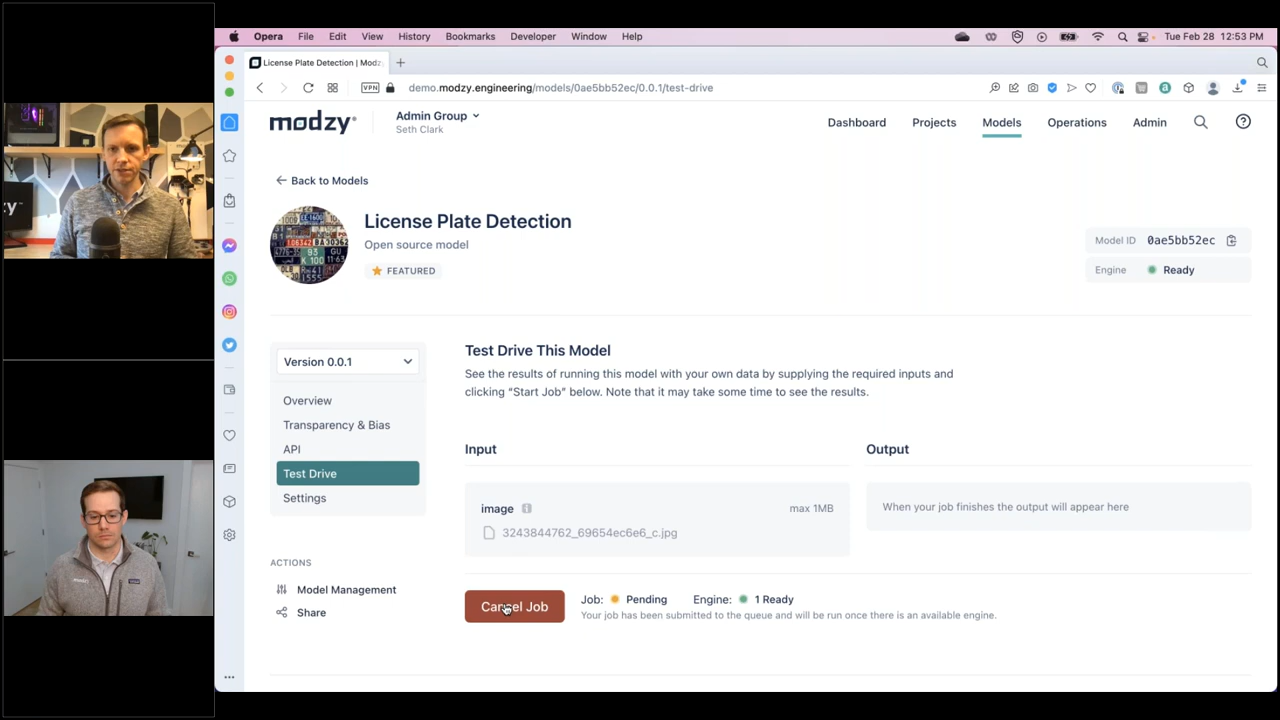 Opera File Edit View History Bookmarks Developer Window Help Tue Feb 28 12:53 PM
License Plate Detection | Modz
VPN demo.modzy.engineering/models/0ae5bb52ec/0.0.1/test-drive
modzy Admin Group Dashboard Projects Models Operations Admin
Seth Clark
Back to Models
License Plate Detection
Open source model
FEATURED
Model ID 0ae5bb52ec
Engine Ready
Version 0.0.1
Overview
Transparency & Bias
API
Test Drive
Settings
ACTIONS
Model Management
Share
Test Drive This Model
See the results of running this model with your own data by supplying the required inputs and
clicking “Start Job” below. Note that it may take some time to see the results.
Input
image max 1MB
3243844762_69654ec6e6_c.jpg
Output
When your job finishes the output will appear here
Cancel Job
Job: Pending Engine: 1 Ready
Your job has been submitted to the queue and will be run once there is an available engine.